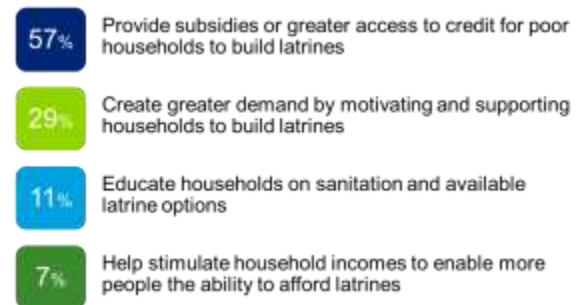 57%
Provide subsidies or greater access to credit for poor
households to build latrines
29%
Create greater demand by motivating and supporting
households to build latrines
11%
Educate households on sanitation and available
latrine options
7%
Help stimulate household incomes to enable more
people the ability to afford latrines